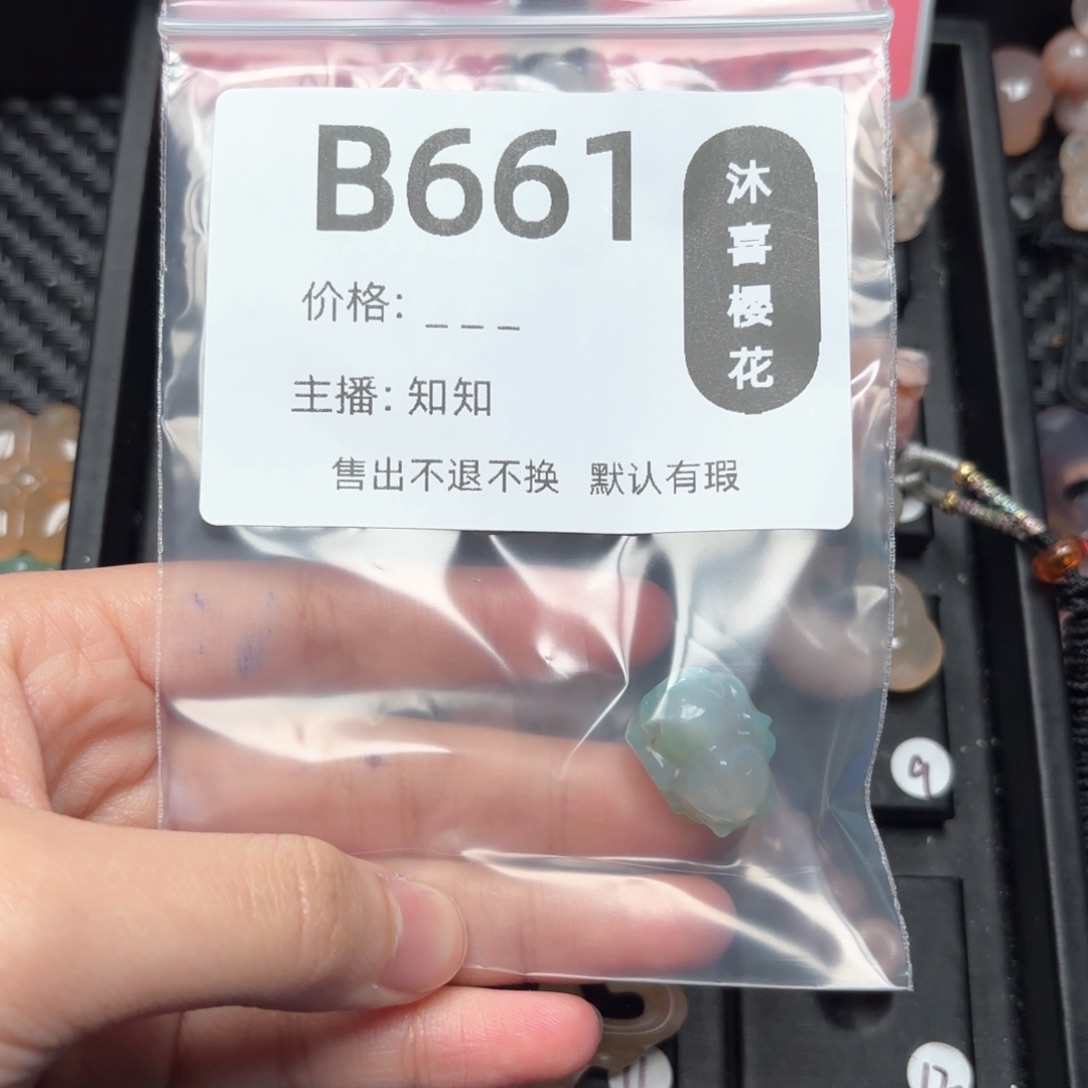 B661
沐喜樱花
价格: _ _ _
主播: 知知
售出不退不换 默认有瑕
9
12